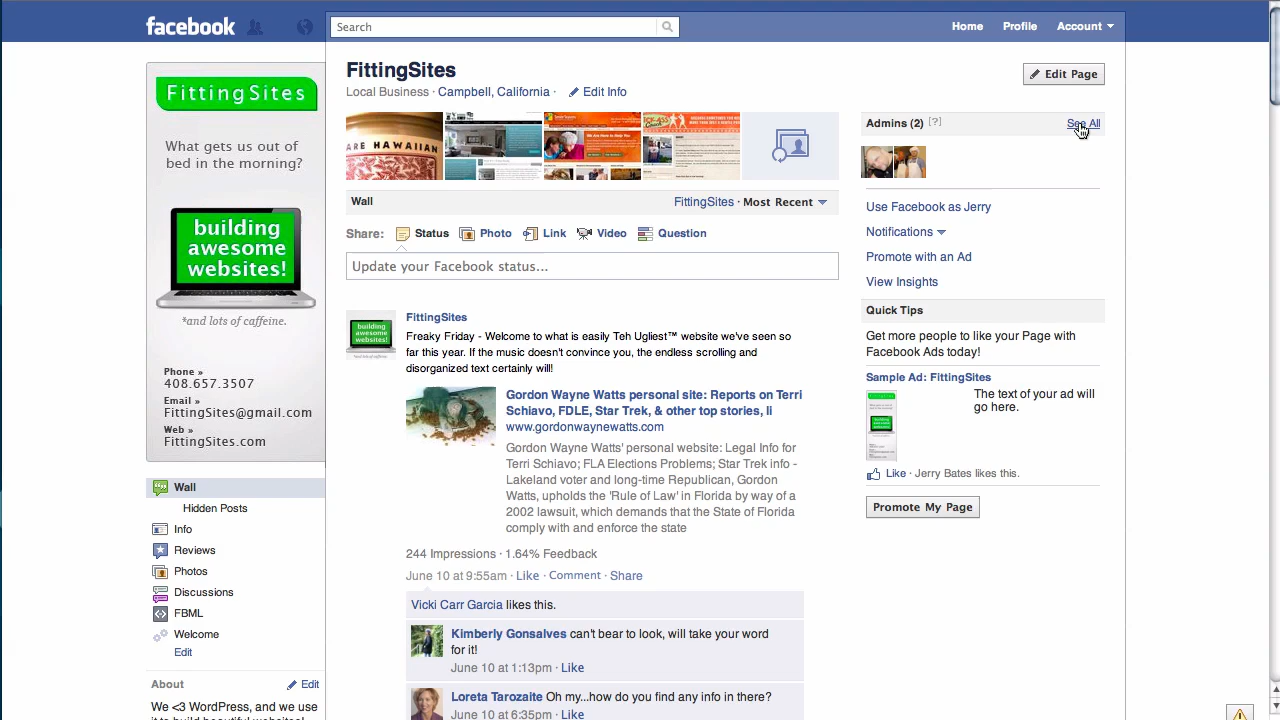 facebook
Search
Home Profile Account
FittingSites
What gets us out of
bed in the morning?
building
awesome
websites!
*and lots of caffeine.
Phone »
408.657.3507
Email »
FittingSites@gmail.com
Web »
FittingSites.com
Wall
Hidden Posts
Info
Reviews
Photos
Discussions
FBML
Welcome
Edit
About Edit
We <3 WordPress, and we use
it to build beautiful websites!
FittingSites
Local Business · Campbell, California · Edit Info
ARE HAWAIIAN
Wall FittingSites · Most Recent
Share: Status Photo Link Video Question
Update your Facebook status...
building
awesome
websites!
FittingSites
Freaky Friday - Welcome to what is easily Teh Ugliest™ website we've seen so
far this year. If the music doesn't convince you, the endless scrolling and
disorganized text certainly will!
Gordon Wayne Watts personal site: Reports on Terri
Schiavo, FDLE, Star Trek, & other top stories, li
www.gordonwaynewatts.com
Gordon Wayne Watts' personal website: Legal Info for
Terri Schiavo; FLA Elections Problems; Star Trek info -
Lakeland voter and long-time Republican, Gordon
Watts, upholds the 'Rule of Law' in Florida by way of a
2002 lawsuit, which demands that the State of Florida
comply with and enforce the state
244 Impressions · 1.64% Feedback
June 10 at 9:55am · Like · Comment · Share
Vicki Carr Garcia likes this.
Kimberly Gonsalves can't bear to look, will take your word
for it!
June 10 at 1:13pm · Like
Loreta Tarozaite Oh my...how do you find any info in there?
June 10 at 6:35pm · Like
Edit Page
Admins (2) [?] See All
Use Facebook as Jerry
Notifications
Promote with an Ad
View Insights
Quick Tips
Get more people to like your Page with
Facebook Ads today!
Sample Ad: FittingSites
The text of your ad will
go here.
Like · Jerry Bates likes this.
Promote My Page